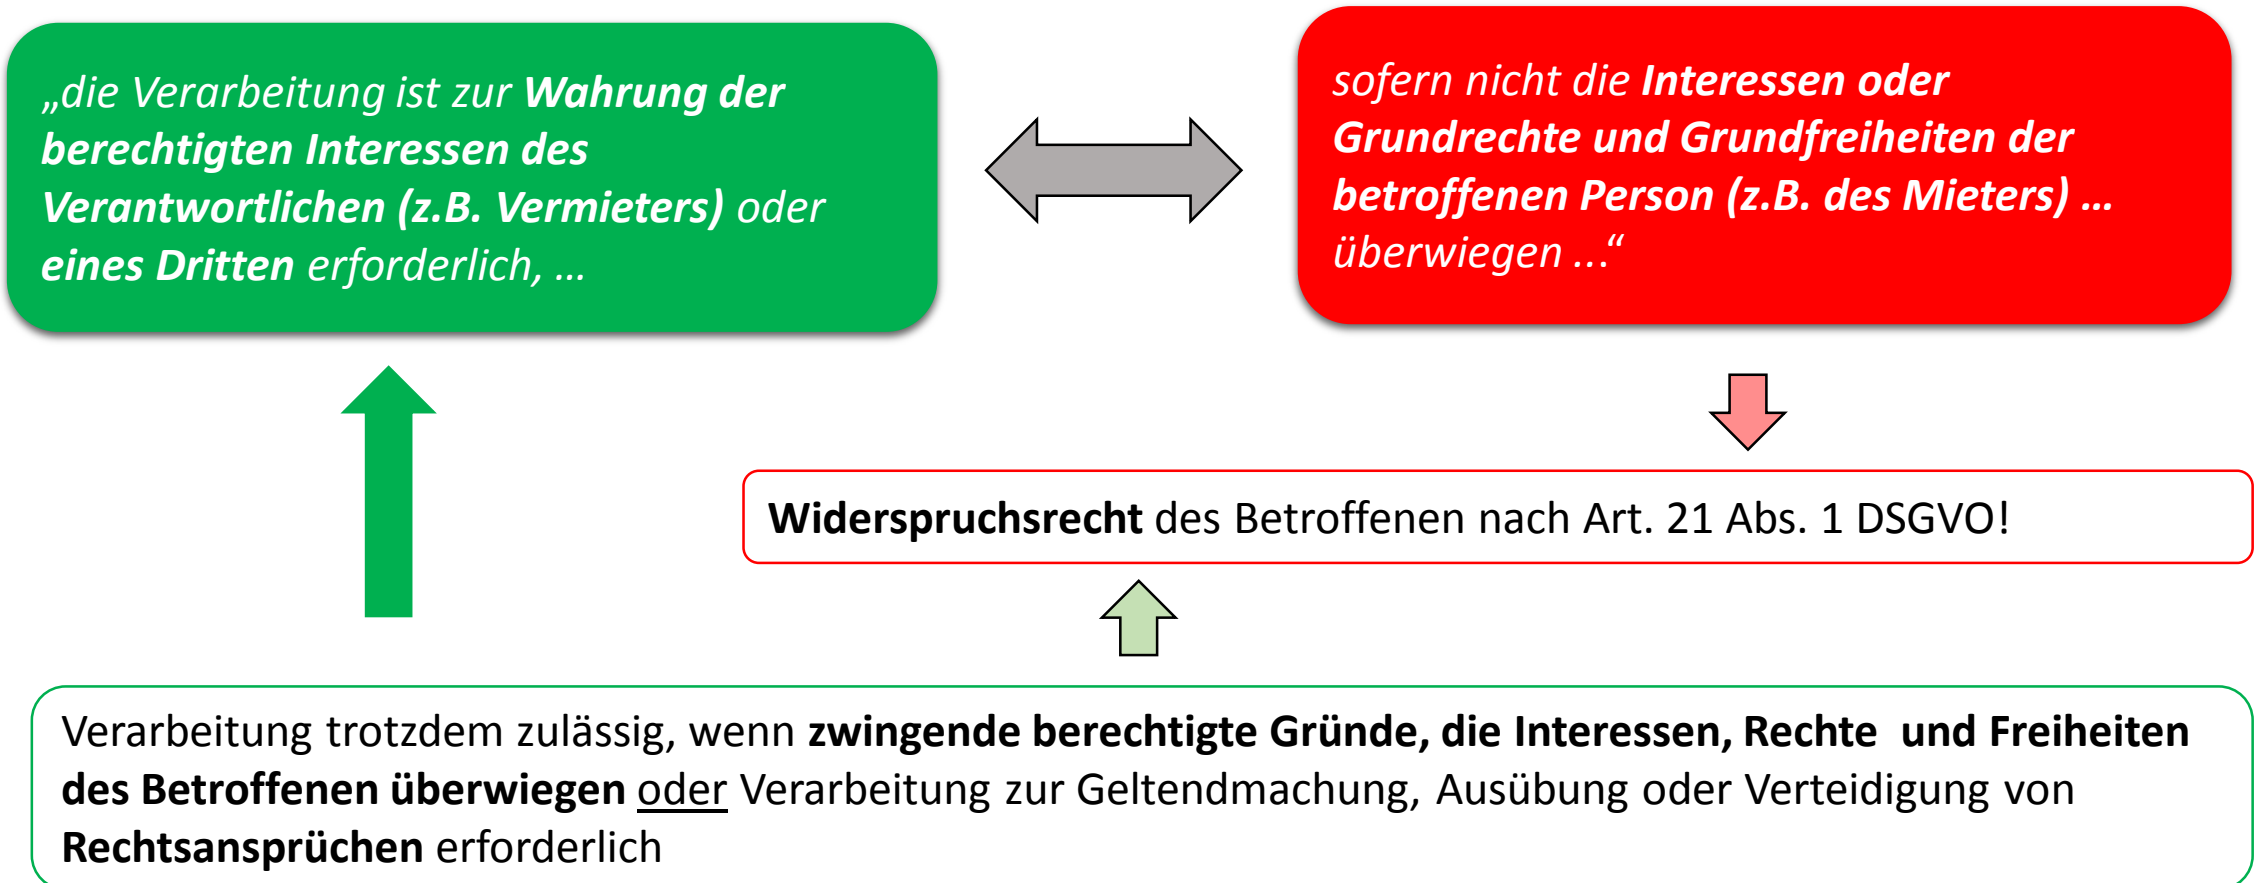 „die Verarbeitung ist zur Wahrung der
berechtigten Interessen des
Verantwortlichen (z.B. Vermieters) oder
eines Dritten erforderlich, …
sofern nicht die Interessen oder
Grundrechte und Grundfreiheiten der
betroffenen Person (z.B. des Mieters) …
überwiegen ...“
Widerspruchsrecht des Betroffenen nach Art. 21 Abs. 1 DSGVO!
Verarbeitung trotzdem zulässig, wenn zwingende berechtigte Gründe, die Interessen, Rechte  und Freiheiten
des Betroffenen überwiegen oder Verarbeitung zur Geltendmachung, Ausübung oder Verteidigung von
Rechtsansprüchen erforderlich